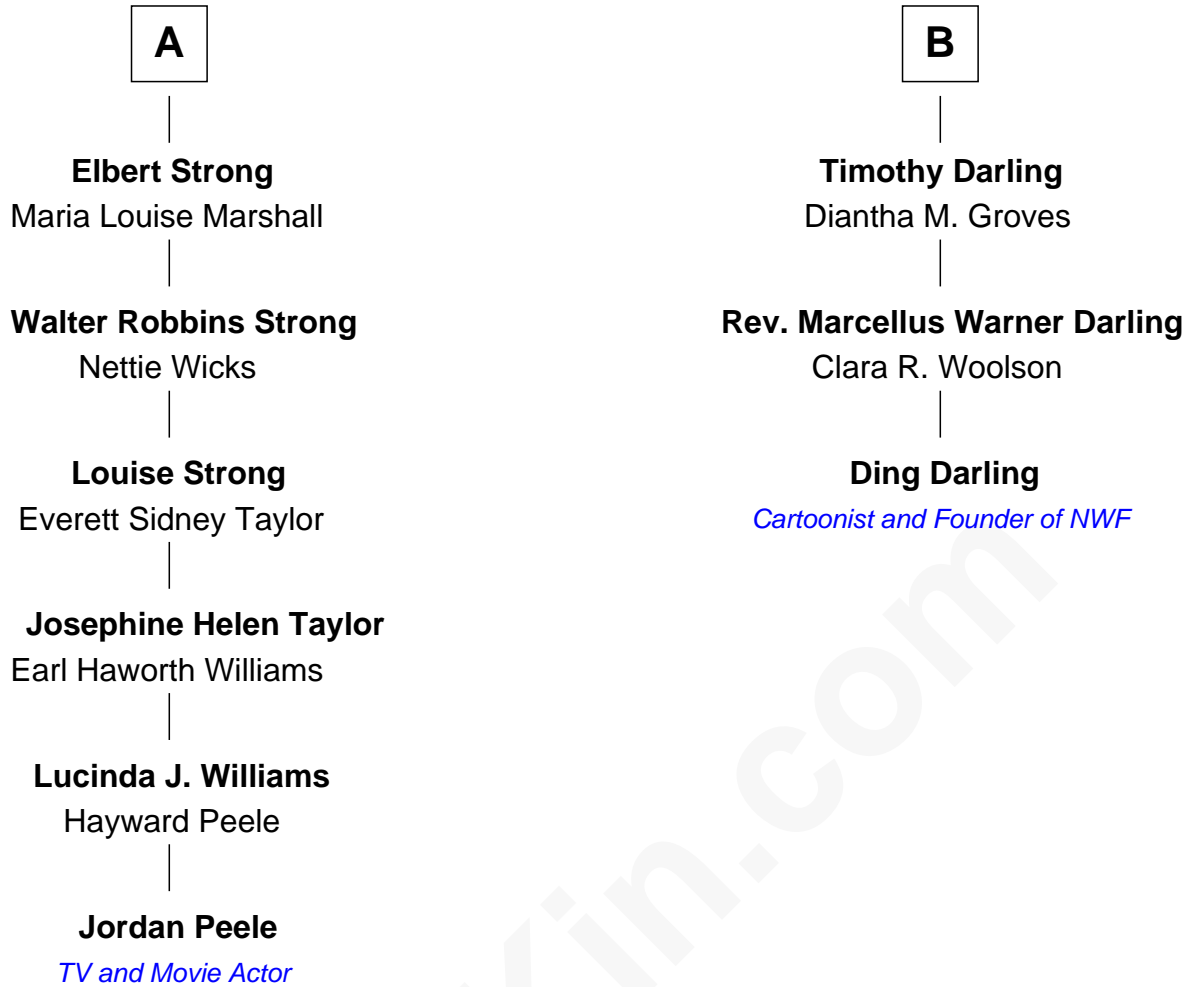 A
Elbert Strong
Maria Louise Marshall
Walter Robbins Strong
Nettie Wicks
Louise Strong
Everett Sidney Taylor
Josephine Helen Taylor
Earl Haworth Williams
Lucinda J. Williams
Hayward Peele
Jordan Peele
TV and Movie Actor
B
Timothy Darling
Diantha M. Groves
Rev. Marcellus Warner Darling
Clara R. Woolson
Ding Darling
Cartoonist and Founder of NWF
Kin.com